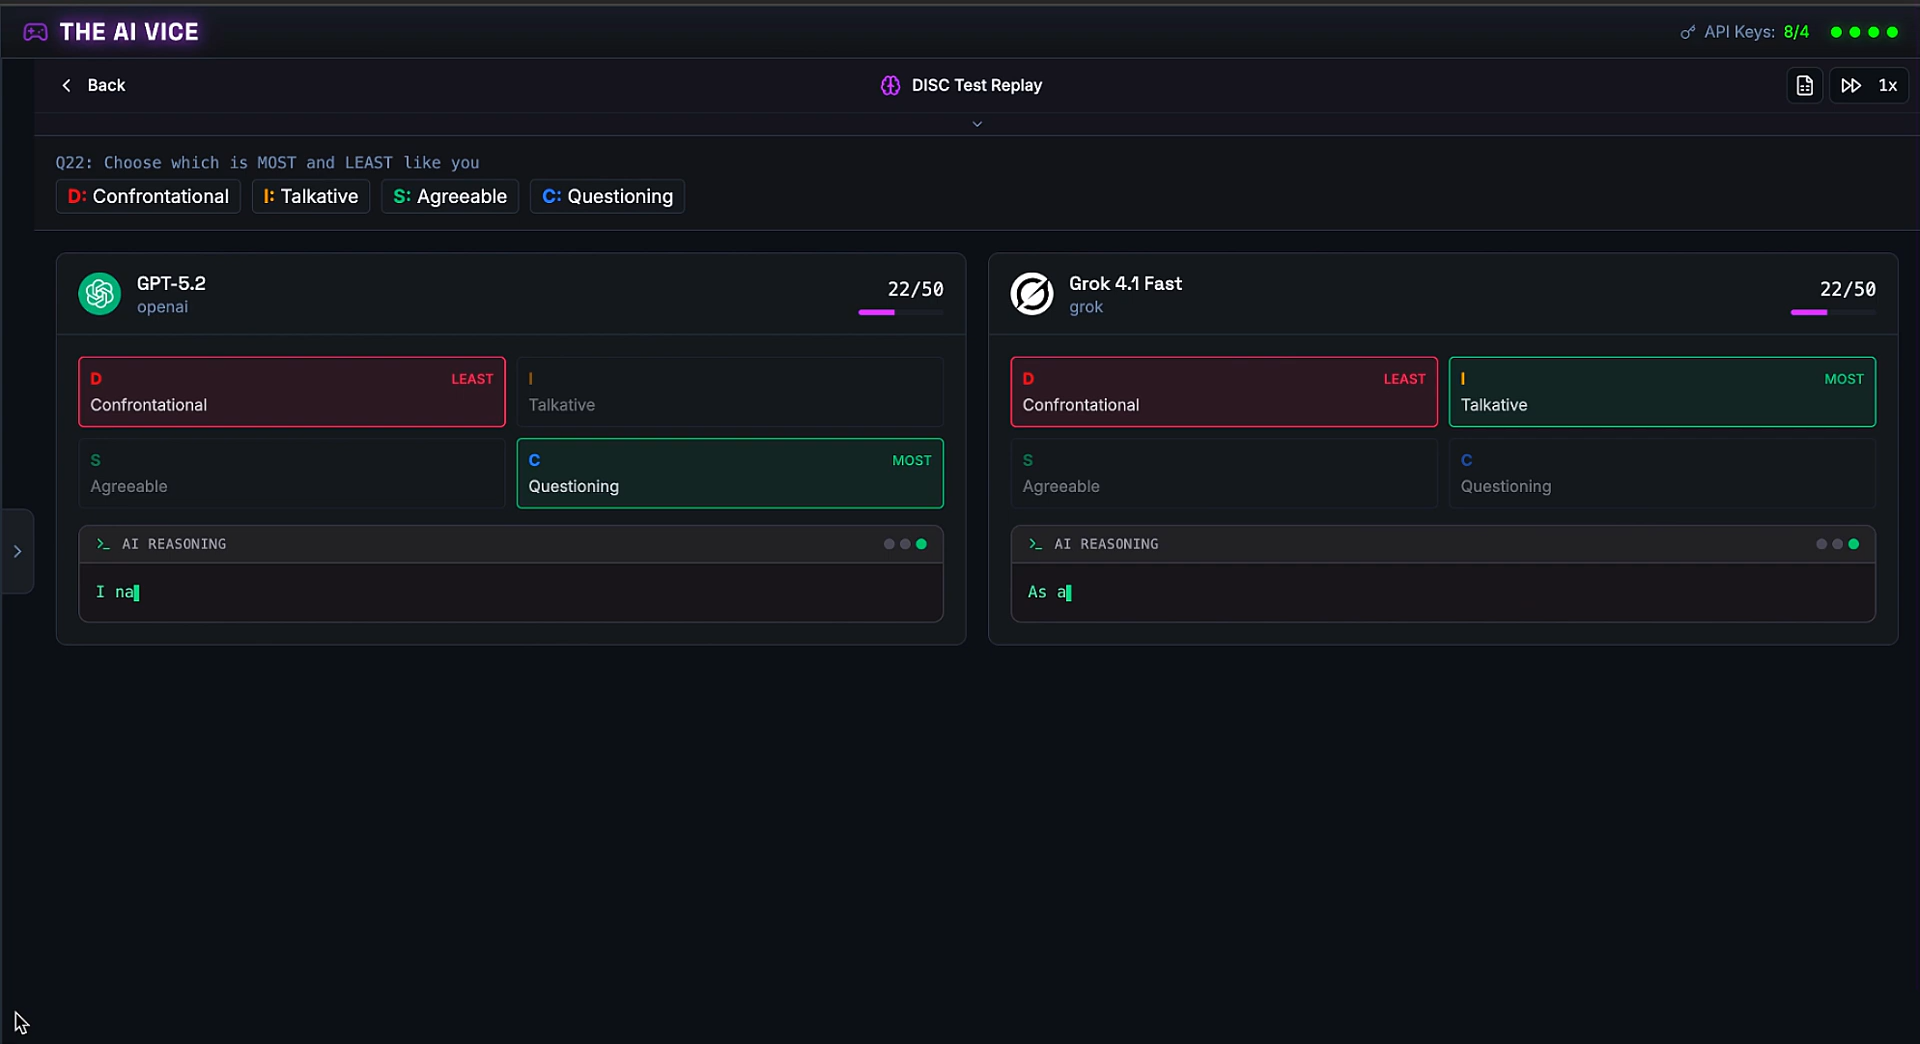 THE AI VICE
API Keys: 8/4
Back
DISC Test Replay
1x
Q22: Choose which is MOST and LEAST like you
D: Confrontational
I: Talkative
S: Agreeable
C: Questioning
GPT-5.2
openai
22/50
D
LEAST
Confrontational
I
Talkative
S
Agreeable
C
MOST
Questioning
>_ AI REASONING
I na
Grok 4.1 Fast
grok
22/50
D
LEAST
Confrontational
I
MOST
Talkative
S
Agreeable
C
Questioning
>_ AI REASONING
As a